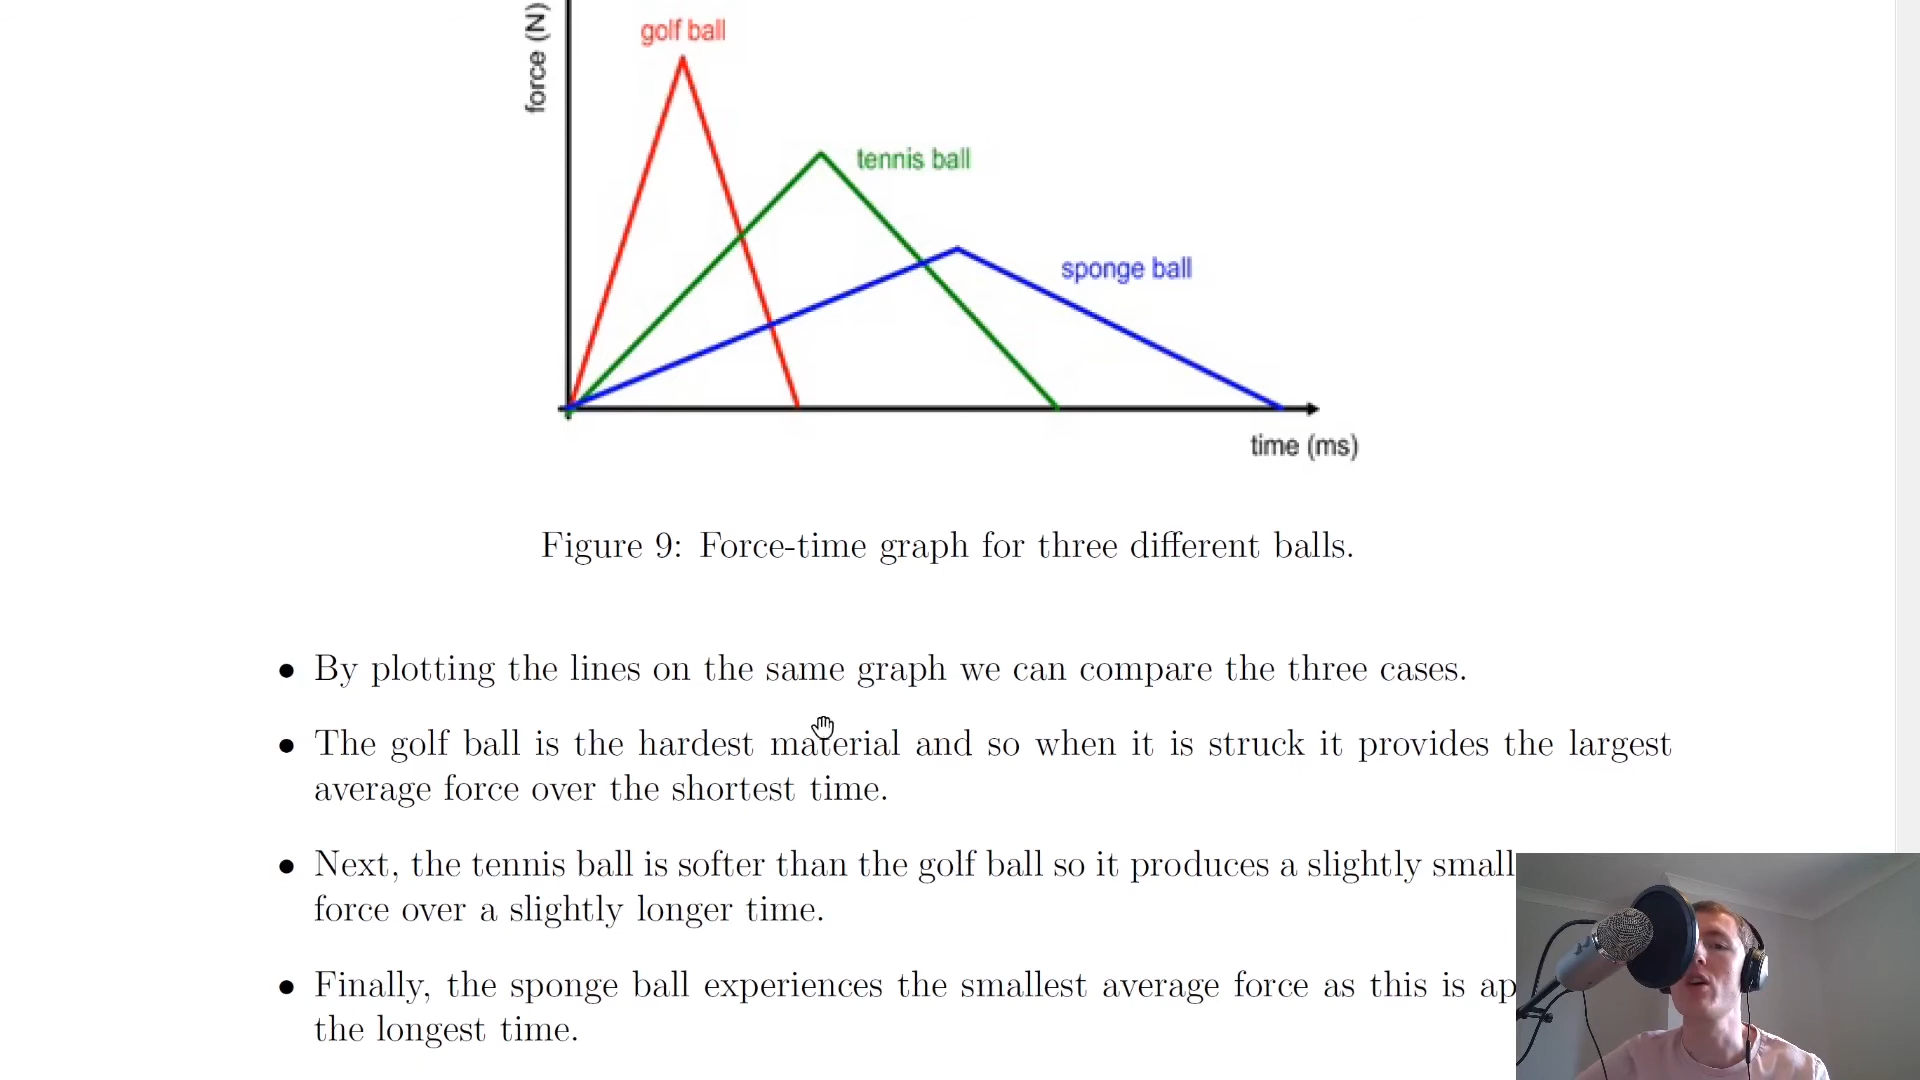 force (N)
golf ball
tennis ball
sponge ball
time (ms)
Figure 9: Force-time graph for three different balls.
• By plotting the lines on the same graph we can compare the three cases.
• The golf ball is the hardest material and so when it is struck it provides the largest
average force over the shortest time.
• Next, the tennis ball is softer than the golf ball so it produces a slightly small
force over a slightly longer time.
• Finally, the sponge ball experiences the smallest average force as this is ap
the longest time.